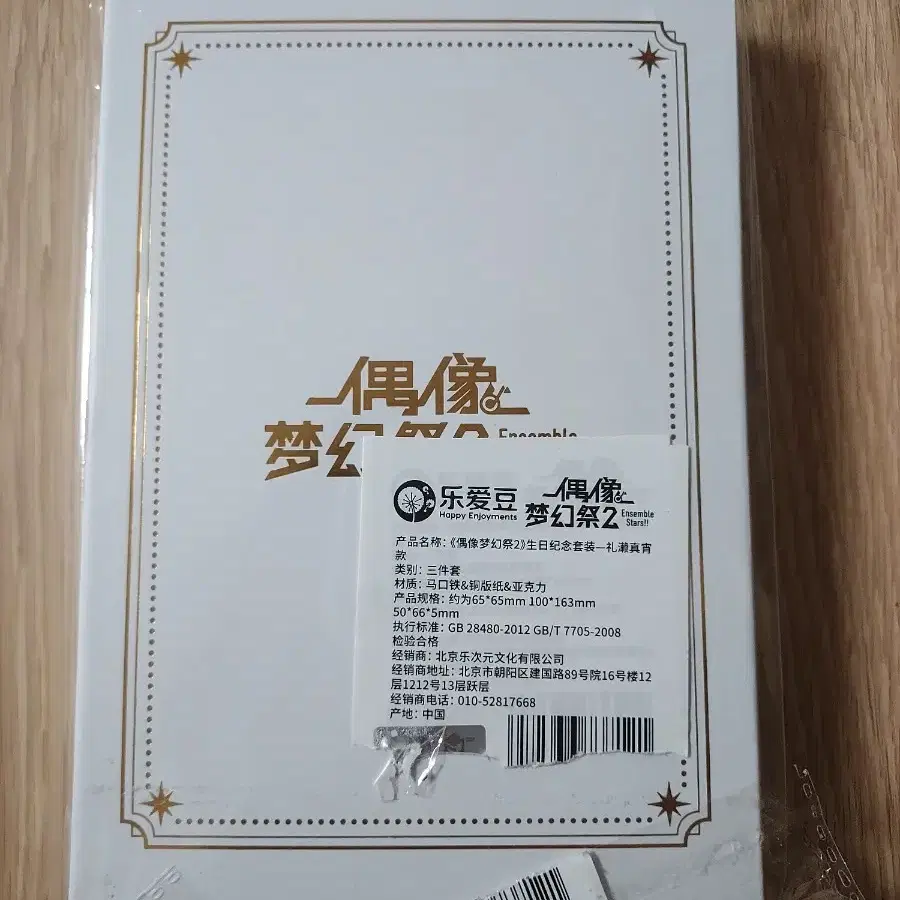 偶像
梦幻祭2 Ensemble
乐爱豆
Happy Enjoyments
偶像
梦幻祭2 Ensemble
Stars!!
产品名称：《偶像梦幻祭2》生日纪念套装—礼濑真宵
款
类别：三件套
材质：马口铁&铜版纸&亚克力
产品规格：约为65*65mm 100*163mm
50*66*5mm
执行标准：GB 28480-2012 GB/T 7705-2008
检验合格
经销商：北京乐次元文化有限公司
经销商地址：北京市朝阳区建国路89号院16号楼12
层1212号13层跃层
经销商电话：010-52817668
产地：中国